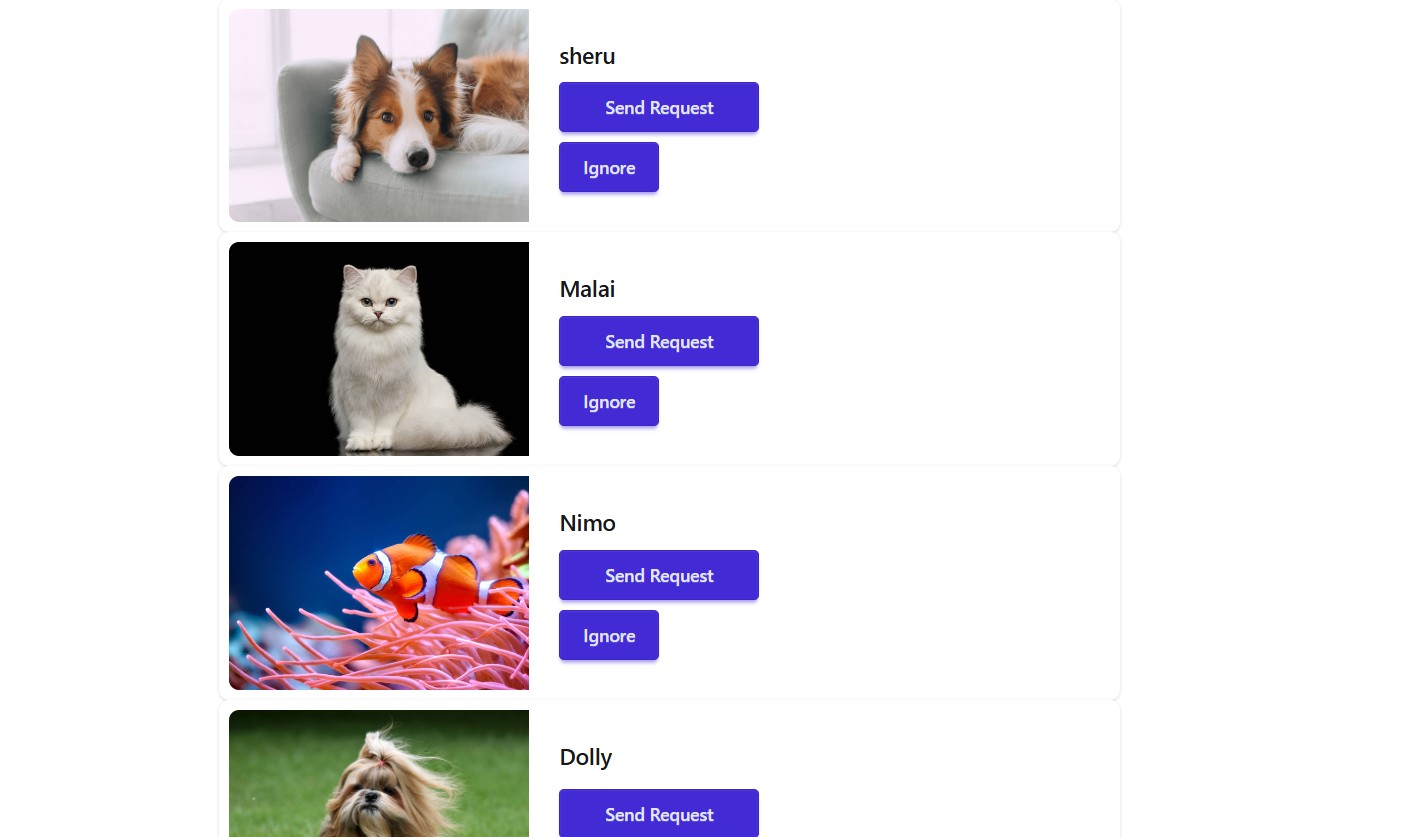 sheru
Send Request
Ignore
Malai
Send Request
Ignore
Nimo
Send Request
Ignore
Dolly
Send Request